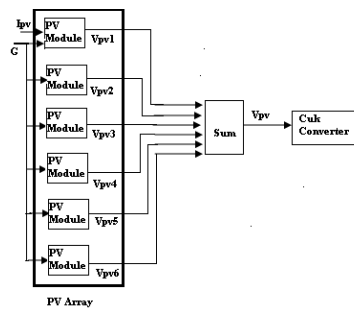 Ipv
G
PV
Module
Vpv1
PV
Module
Vpv2
PV
Module
Vpv3
PV
Module
Vpv4
PV
Module
Vpv5
PV
Module
Vpv6
Sum
Vpv
Cuk
Converter
PV Array